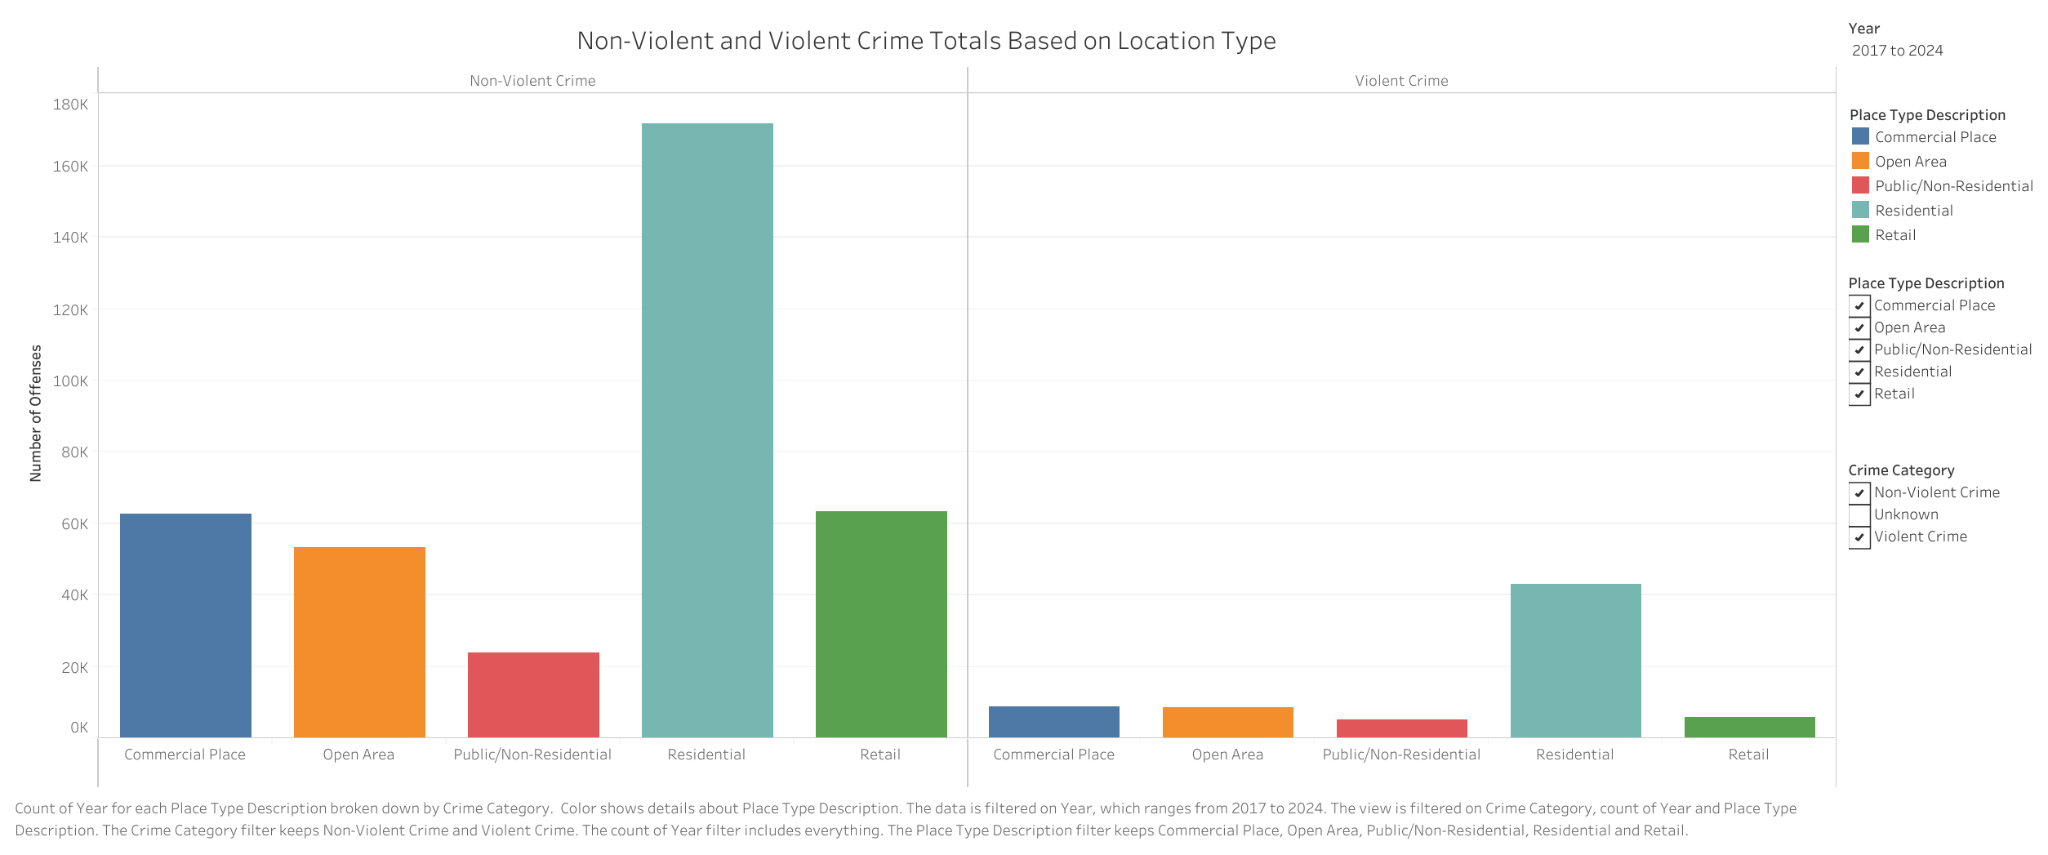 Non-Violent and Violent Crime Totals Based on Location Type
Non-Violent Crime
Violent Crime
Number of Offenses
180K
160K
140K
120K
100K
80K
60K
40K
20K
0K
Commercial Place
Open Area
Public/Non-Residential
Residential
Retail
Commercial Place
Open Area
Public/Non-Residential
Residential
Retail
Year
2017 to 2024
Place Type Description
Commercial Place
Open Area
Public/Non-Residential
Residential
Retail
Place Type Description
Commercial Place
Open Area
Public/Non-Residential
Residential
Retail
Crime Category
Non-Violent Crime
Unknown
Violent Crime
Count of Year for each Place Type Description broken down by Crime Category.  Color shows details about Place Type Description. The data is filtered on Year, which ranges from 2017 to 2024. The view is filtered on Crime Category, count of Year and Place Type
Description. The Crime Category filter keeps Non-Violent Crime and Violent Crime. The count of Year filter includes everything. The Place Type Description filter keeps Commercial Place, Open Area, Public/Non-Residential, Residential and Retail.